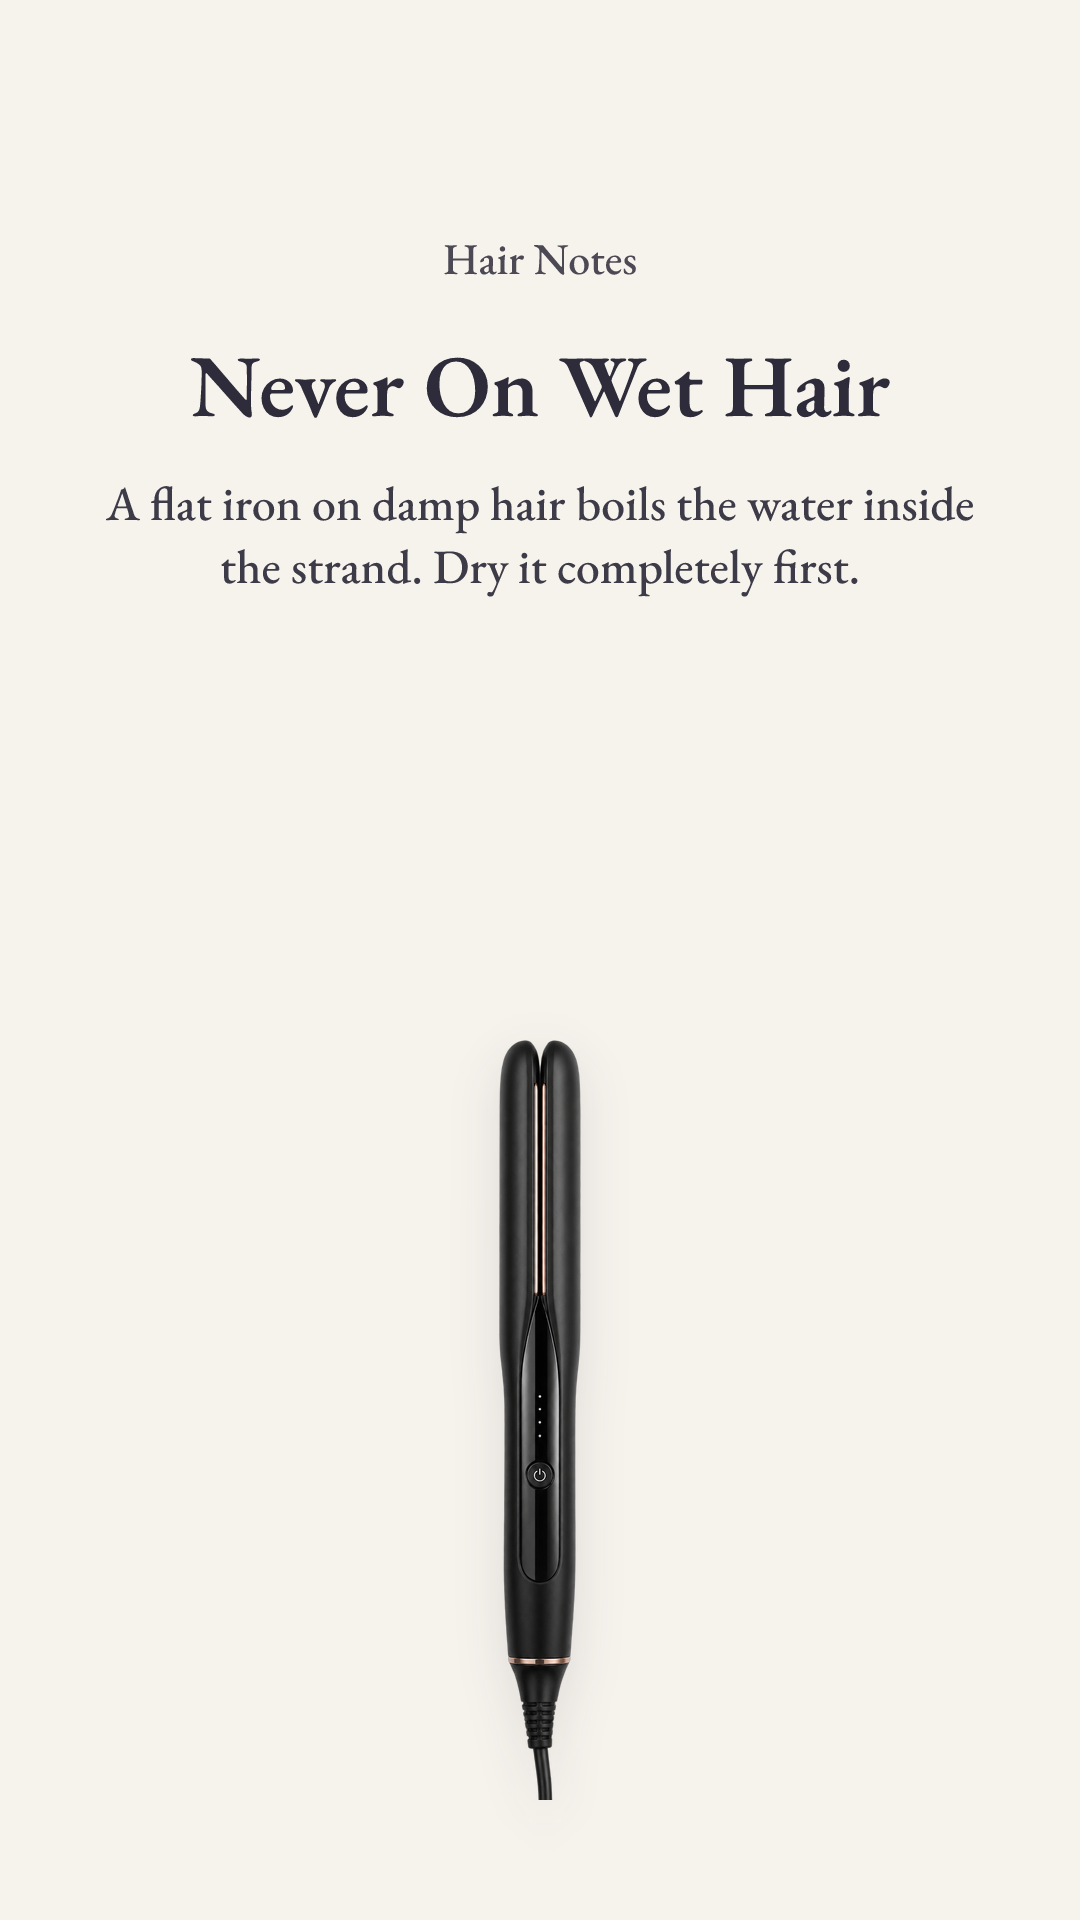 Hair Notes
Never On Wet Hair
A flat iron on damp hair boils the water inside
the strand. Dry it completely first.